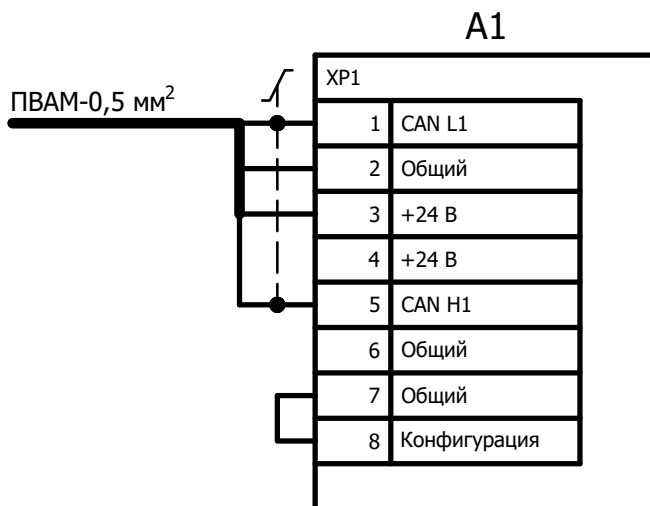 A1
XP1
ПВАМ-0,5 мм²
1 CAN L1
2 Общий
3 +24 В
4 +24 В
5 CAN H1
6 Общий
7 Общий
8 Конфигурация